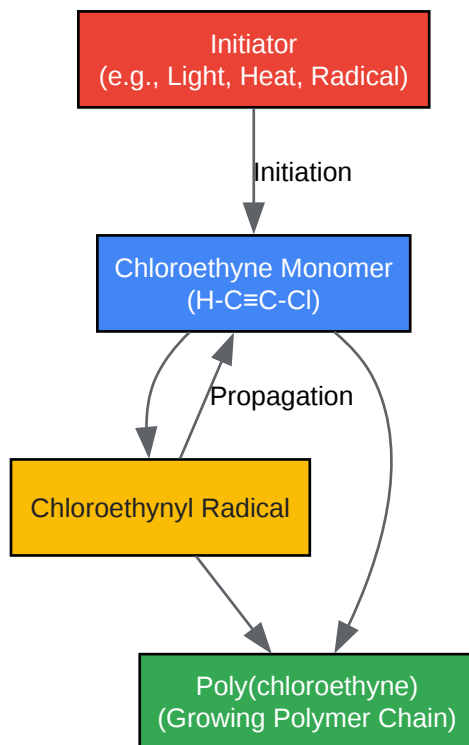 Initiator
(e.g., Light, Heat, Radical)
Initiation
Chloroethyne Monomer
(H-C≡C-Cl)
Propagation
Chloroethynyl Radical
Poly(chloroethyne)
(Growing Polymer Chain)